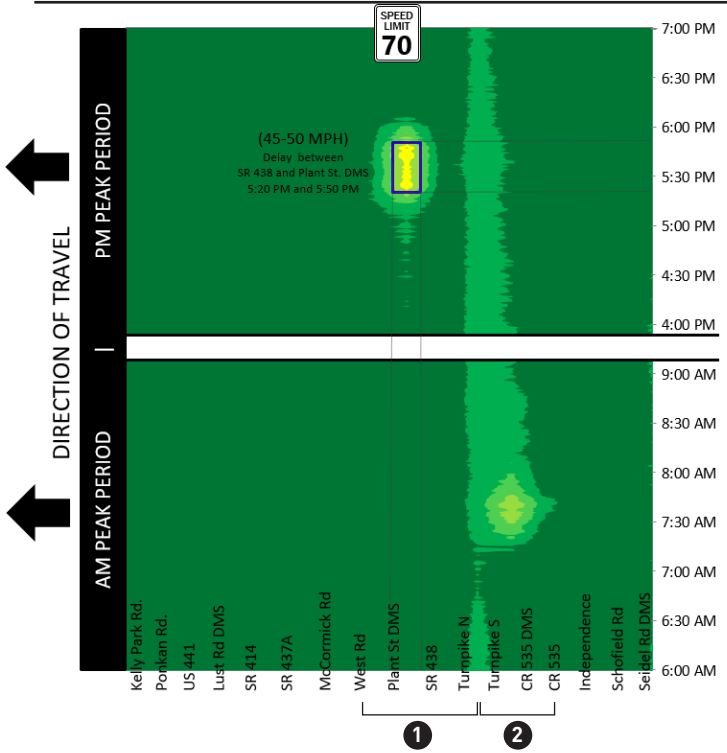 SPEED
LIMIT
70
7:00 PM
6:30 PM
6:00 PM
5:30 PM
5:00 PM
4:30 PM
4:00 PM
(45-50 MPH)
Delay between
SR 438 and Plant St. DMS
5:20 PM and 5:50 PM
PM PEAK PERIOD
DIRECTION OF TRAVEL
AM PEAK PERIOD
9:00 AM
8:30 AM
8:00 AM
7:30 AM
7:00 AM
6:30 AM
6:00 AM
Kelly Park Rd.
Ponkan Rd.
US 441
Lust Rd DMS
SR 414
SR 437A
McCormick Rd
West Rd
Plant St DMS
SR 438
Turnpike N
Turnpike S
CR 535 DMS
CR 535
Independence
Schofield Rd
Seidel Rd DMS
1
2